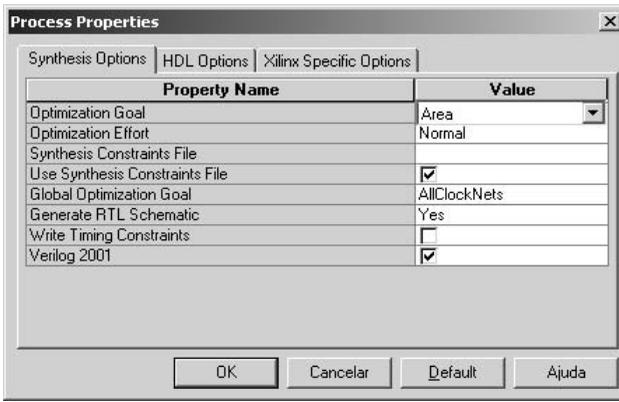 Process Properties
Synthesis Options HDL Options Xilinx Specific Options
Property Name Value
Optimization Goal Area
Optimization Effort Normal
Synthesis Constraints File
Use Synthesis Constraints File
Global Optimization Goal AllClockNets
Generate RTL Schematic Yes
Write Timing Constraints
Verilog 2001
OK Cancelar Default Ajuda